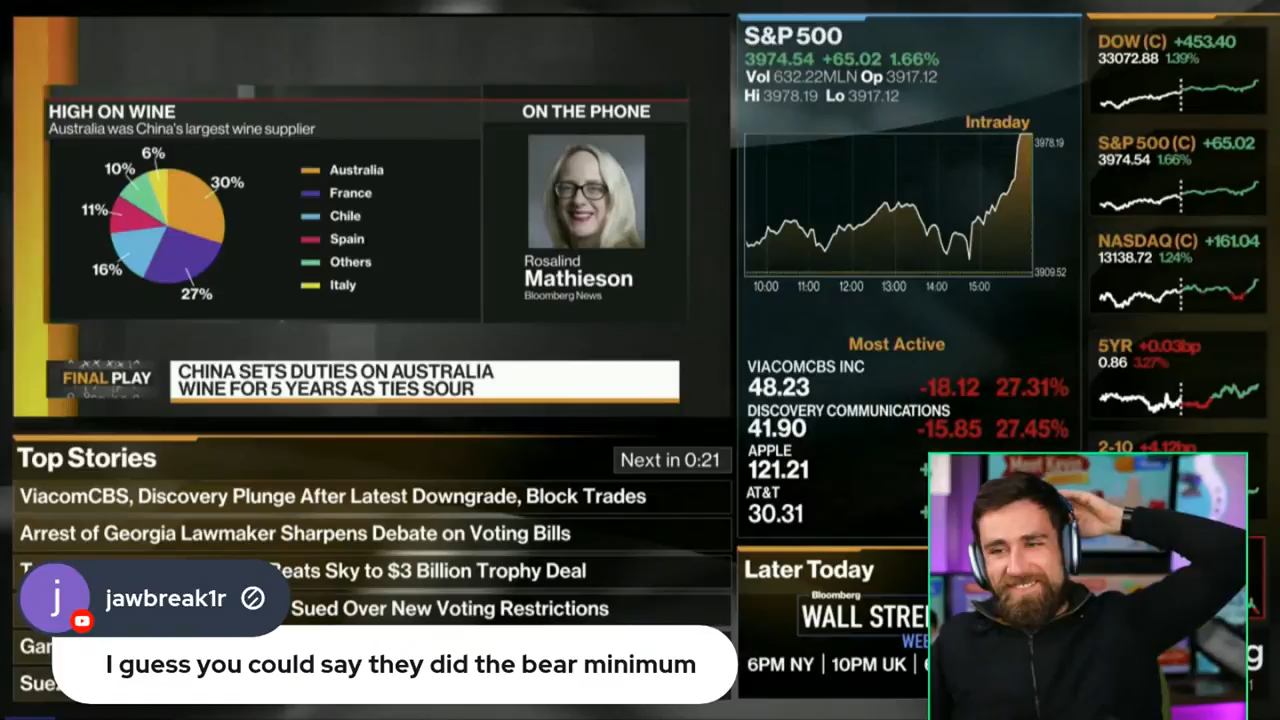 HIGH ON WINE
Australia was China's largest wine supplier
6%
10%
30%
11%
16%
27%
Australia
France
Chile
Spain
Others
Italy
ON THE PHONE
Rosalind
Mathieson
Bloomberg News
FINAL PLAY
CHINA SETS DUTIES ON AUSTRALIA
WINE FOR 5 YEARS AS TIES SOUR
S&P 500
3974.54 +65.02 1.66%
Vol 632.22MLN Op 3917.12
Hi 3978.19 Lo 3917.12
Intraday
3978.19
3909.52
10:00 11:00 12:00 13:00 14:00 15:00
Most Active
VIACOMCBS INC
48.23 -18.12 27.31%
DISCOVERY COMMUNICATIONS
41.90 -15.85 27.45%
APPLE
121.21
AT&T
30.31
DOW (C) +453.40
33072.88 1.39%
S&P 500 (C) +65.02
3974.54 1.66%
NASDAQ (C) +161.04
13138.72 1.24%
5YR +0.03bp
0.86 3.27%
2-10 +4.12bp
Top Stories
Next in 0:21
ViacomCBS, Discovery Plunge After Latest Downgrade, Block Trades
Arrest of Georgia Lawmaker Sharpens Debate on Voting Bills
Beats Sky to $3 Billion Trophy Deal
Sued Over New Voting Restrictions
j
jawbreak1r
I guess you could say they did the bear minimum
Later Today
Bloomberg
WALL STRE
WE
6PM NY | 10PM UK |